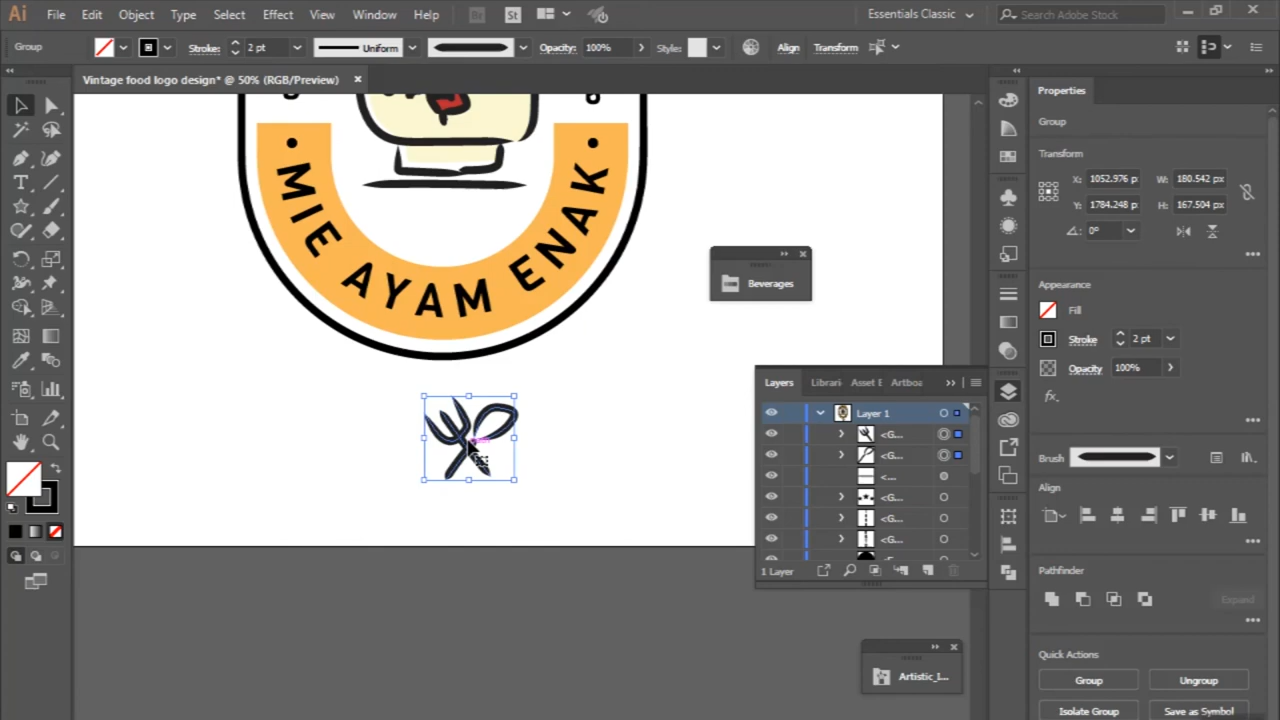 Ai File Edit Object Type Select Effect View Window Help Br St Essentials Classic Search Adobe Stock
Group Stroke: 2 pt Uniform Opacity: 100% Style: Align Transform
Vintage food logo design* @ 50% (RGB/Preview)
Properties
Group
Transform
X: 1052.976 p W: 180.542 px
Y: 1784.248 p H: 167.504 px
0°
MIE AYAM ENAK
Beverages
Appearance
Fill
Stroke 2 pt
Opacity 100%
fx.
Brush
Layers Librari Asset E Artboa
Layer 1
<G...
<G...
<...
<G...
<G...
<G...
1 Layer
Align
Pathfinder
Expand
Artistic_I...
Quick Actions
Group Ungroup
Isolate Group Save as Symbol